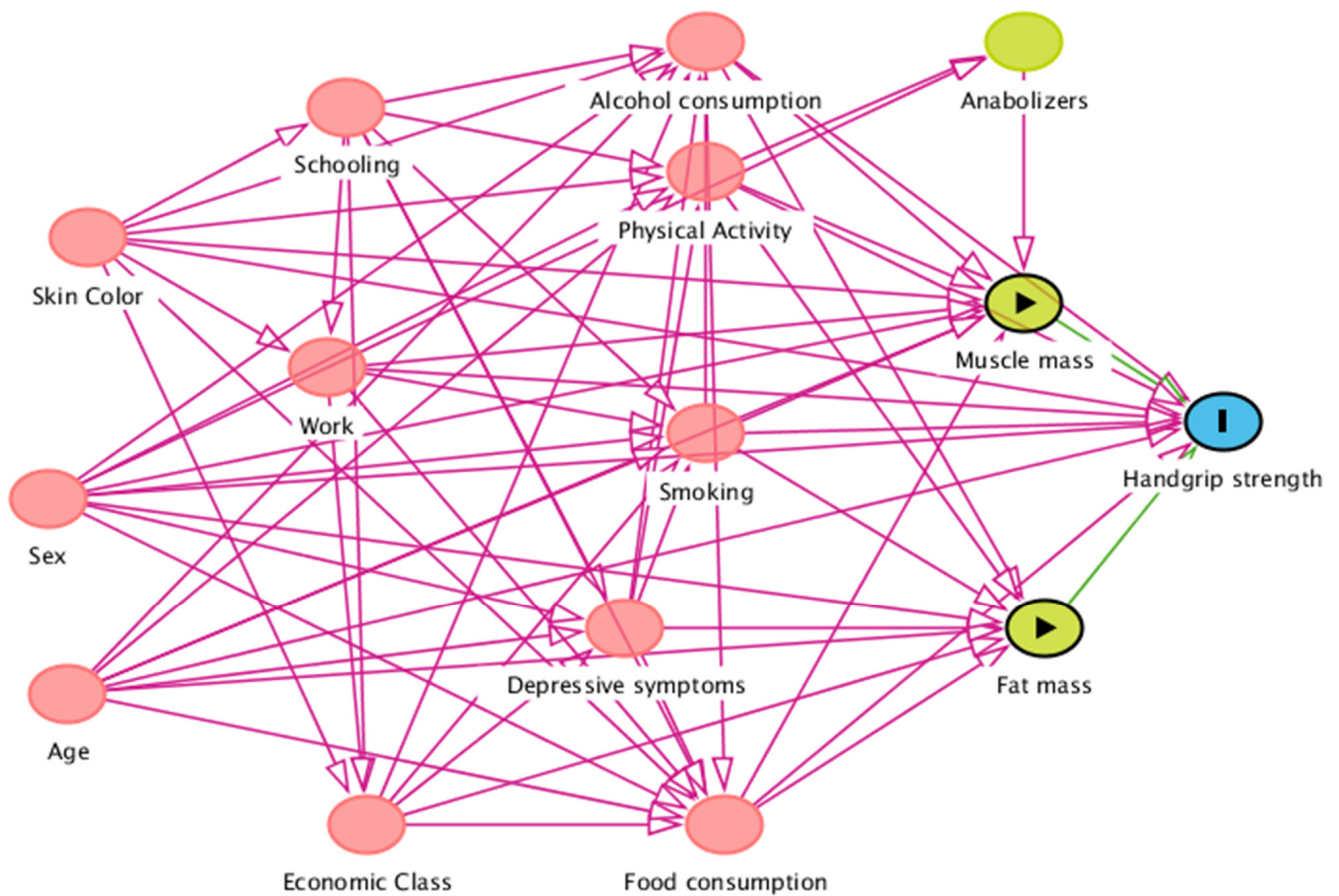 Alcohol consumption
Anabolizers
Schooling
Physical Activity
Skin Color
Muscle mass
Work
Handgrip strength
Smoking
Sex
Depressive symptoms
Fat mass
Age
Economic Class
Food consumption